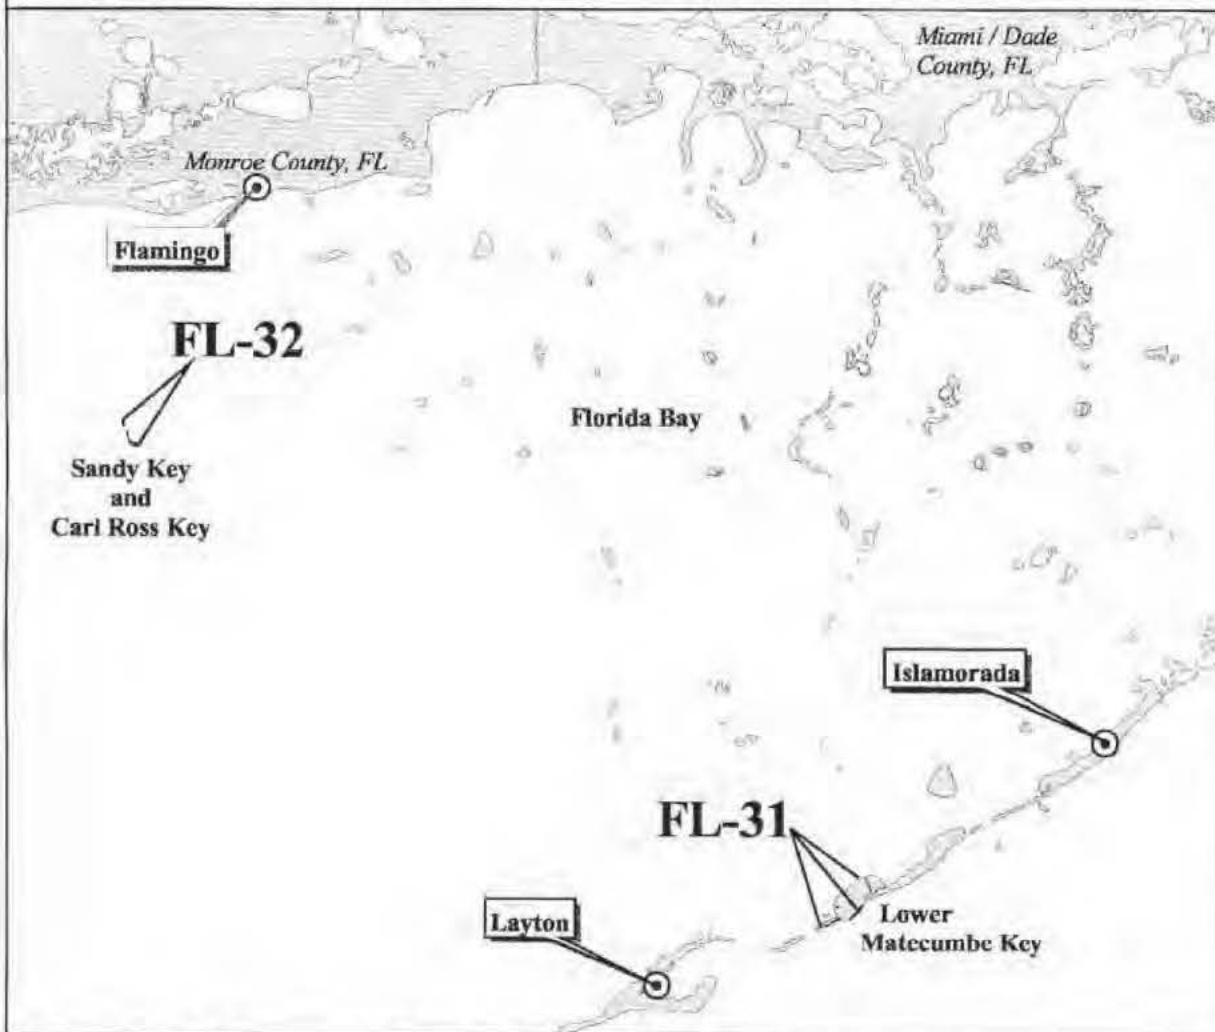 Miami / Dade
County, FL
Monroe County, FL
Flamingo
FL-32
Florida Bay
Sandy Key
and
Carl Ross Key
Islamorada
FL-31
Lower
Matecumbe Key
Layton